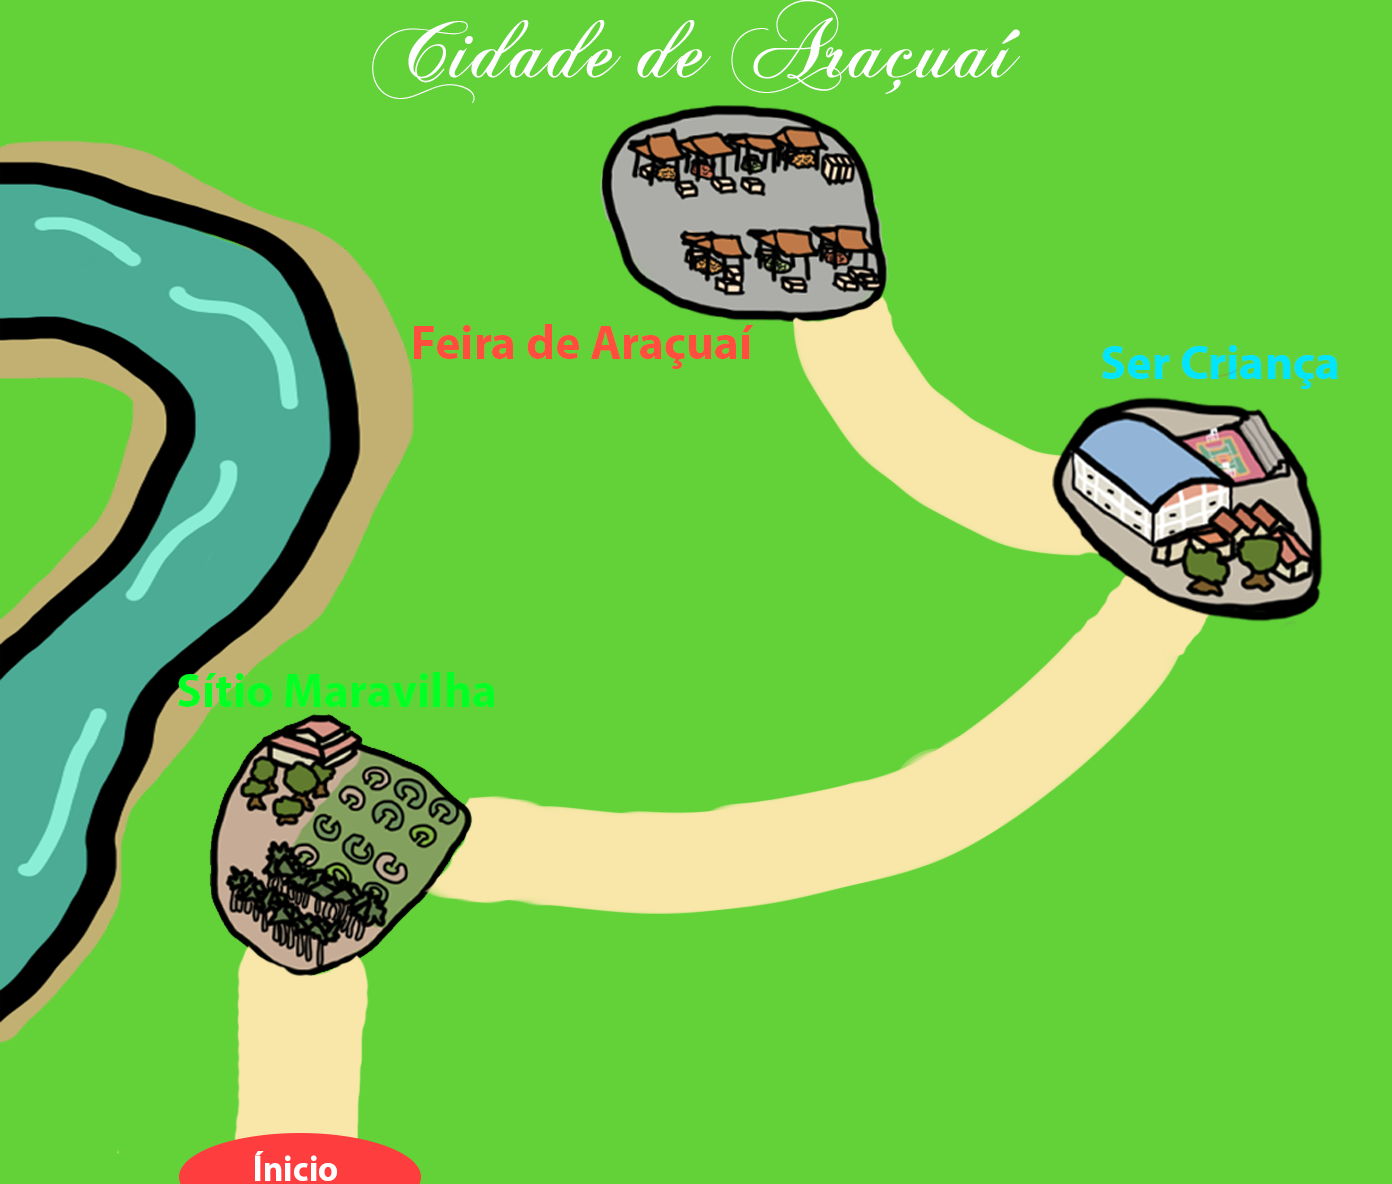 Cidade de Araçuaí
Feira de Araçuaí
Ser Criança
Sítio Maravilha
Ínicio